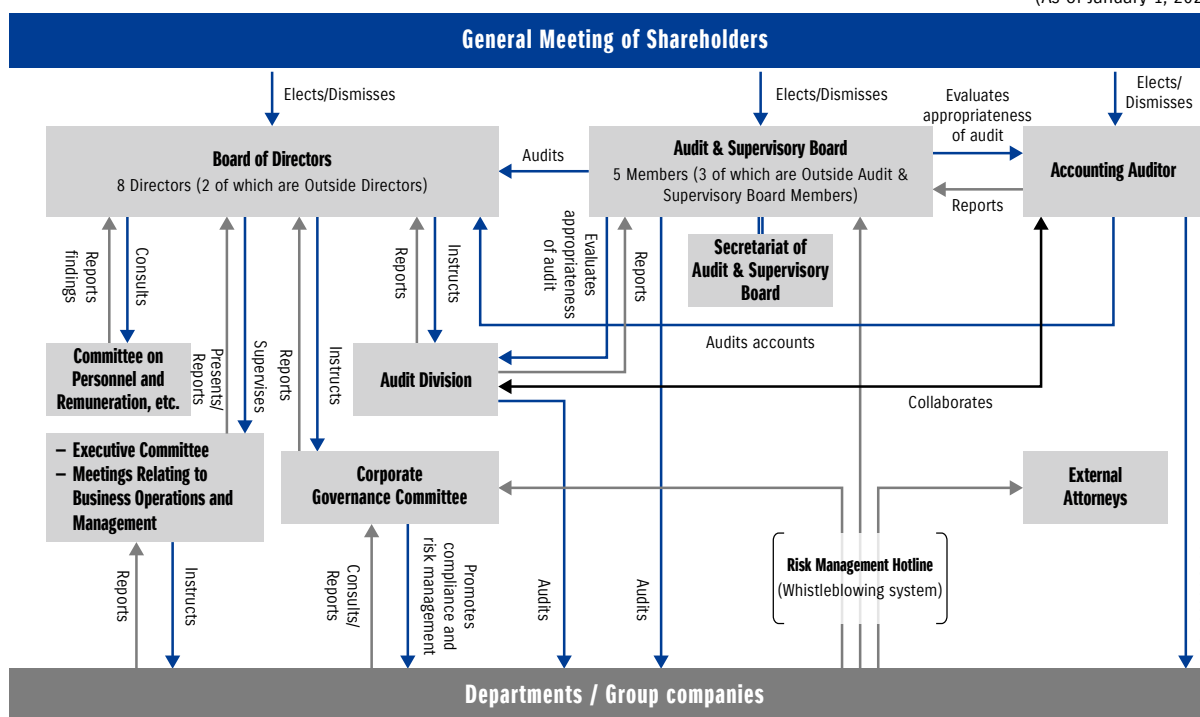 (As of January 1, 202
General Meeting of Shareholders
Elects/Dismisses
Elects/Dismisses
Elects/
Dismisses
Evaluates
appropriateness
of audit
Board of Directors
8 Directors (2 of which are Outside Directors)
Audits
Audit & Supervisory Board
5 Members (3 of which are Outside Audit &
Supervisory Board Members)
Accounting Auditor
Reports
Reports
findings
Consults
Reports
Instructs
Evaluates
appropriateness
of audit
Reports
Secretariat of
Audit & Supervisory
Board
Audits accounts
Committee on
Personnel and
Remuneration, etc.
Presents/
Reports
Supervises
Reports
Instructs
Audit Division
Collaborates
– Executive Committee
– Meetings Relating to
Business Operations and
Management
Corporate
Governance Committee
External
Attorneys
Reports
Instructs
Consults/
Reports
Promotes
compliance and
risk management
Audits
Audits
Risk Management Hotline
(Whistleblowing system)
Departments / Group companies